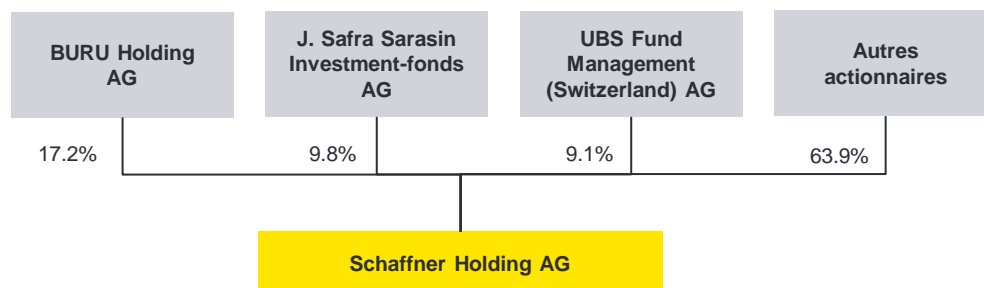 BURU Holding
AG
J. Safra Sarasin
Investment-fonds
AG
UBS Fund
Management
(Switzerland) AG
Autres
actionnaires
17.2%
9.8%
9.1%
63.9%
Schaffner Holding AG